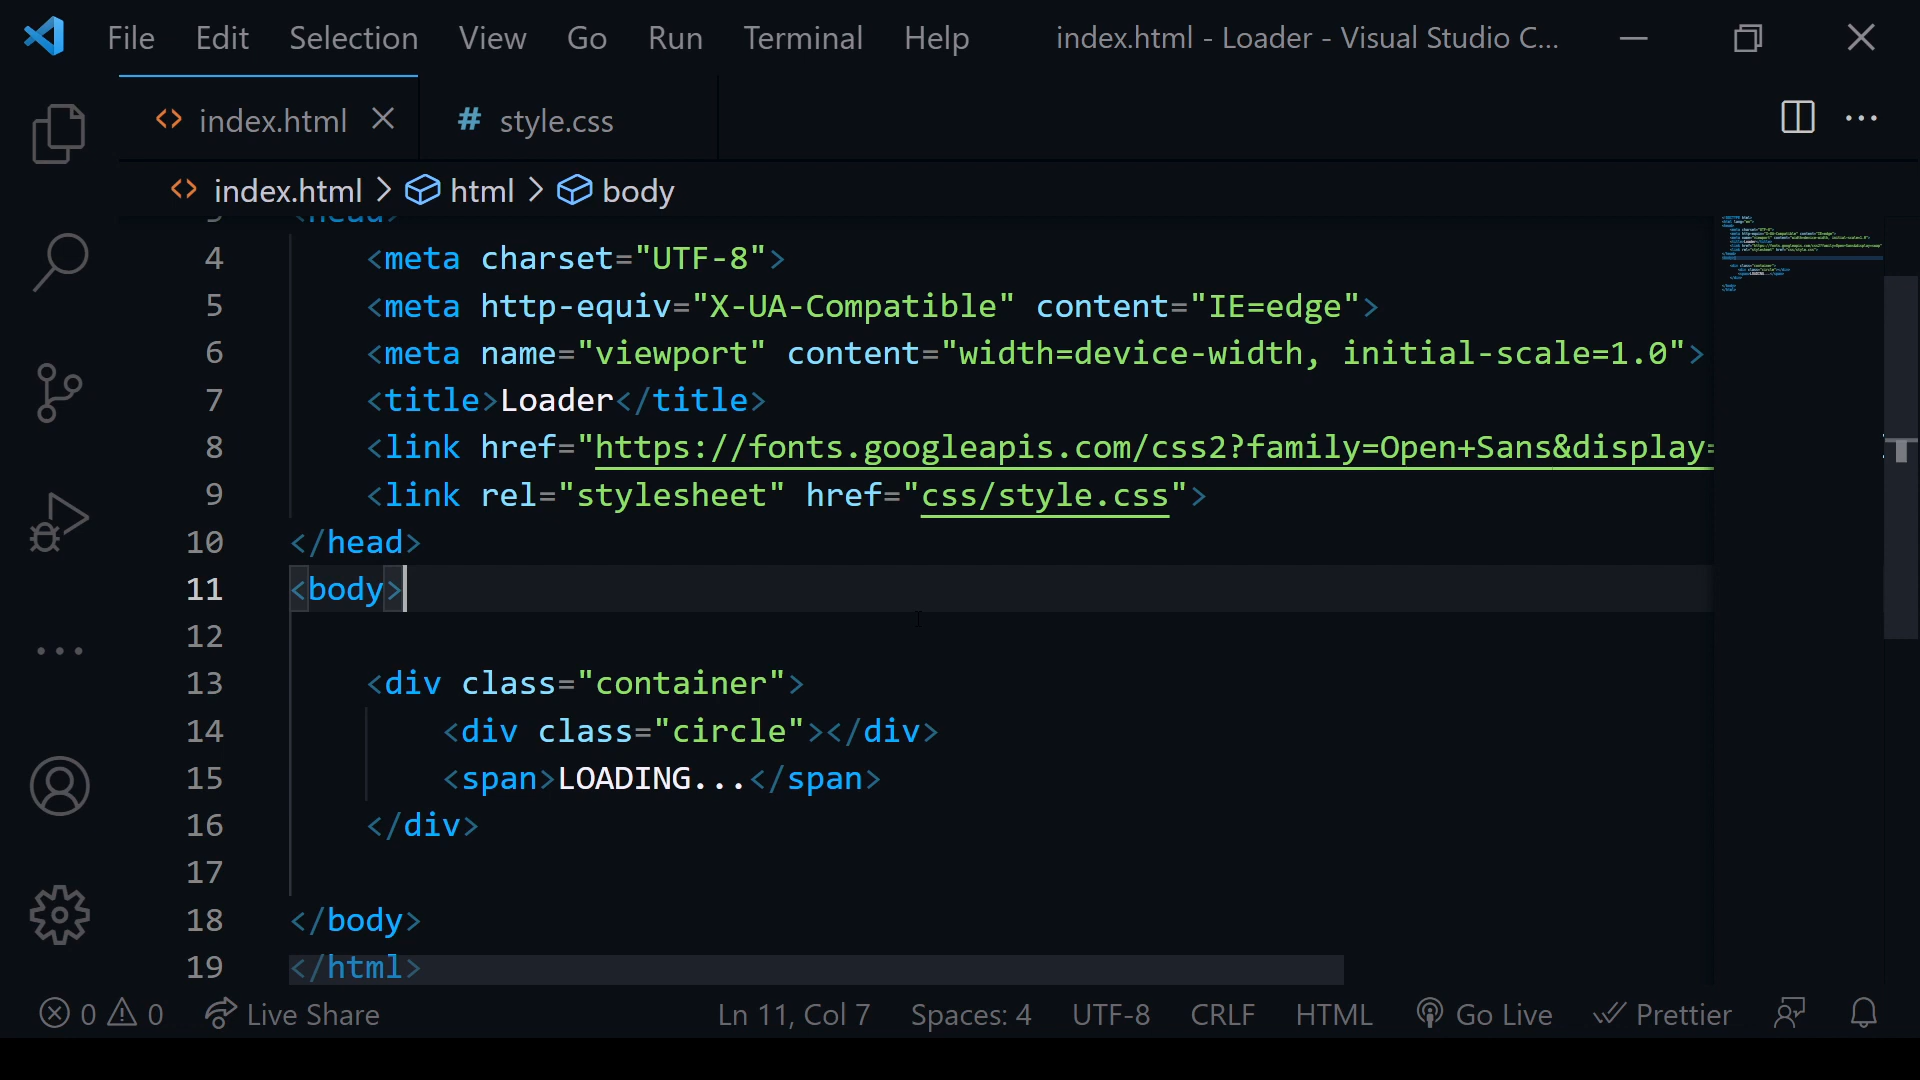 File Edit Selection View Go Run Terminal Help index.html - Loader - Visual Studio C...
index.html # style.css
index.html > html > body
3 <head>
4 <meta charset="UTF-8">
5 <meta http-equiv="X-UA-Compatible" content="IE=edge">
6 <meta name="viewport" content="width=device-width, initial-scale=1.0">
7 <title>Loader</title>
8 <link href="https://fonts.googleapis.com/css2?family=Open+Sans&display=
9 <link rel="stylesheet" href="css/style.css">
10 </head>
11 <body>
12
13 <div class="container">
14 <div class="circle"></div>
15 <span>LOADING...</span>
16 </div>
17
18 </body>
19 </html>
0 0 Live Share Ln 11, Col 7 Spaces: 4 UTF-8 CRLF HTML Go Live Prettier